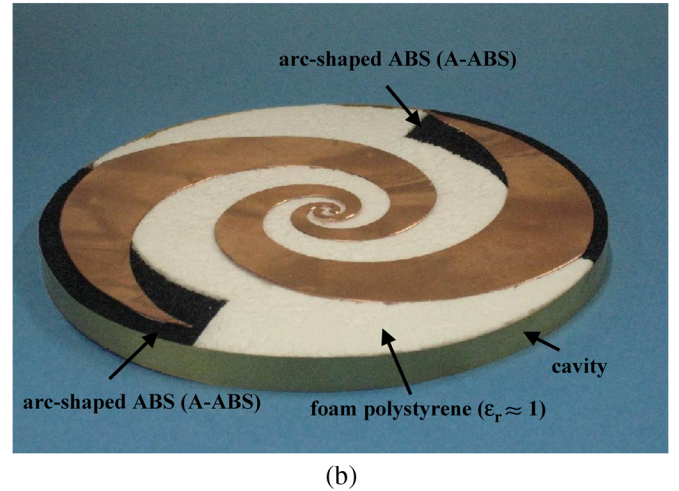 arc-shaped ABS (A-ABS)
cavity
arc-shaped ABS (A-ABS)
foam polystyrene (εr ≈ 1)
(b)